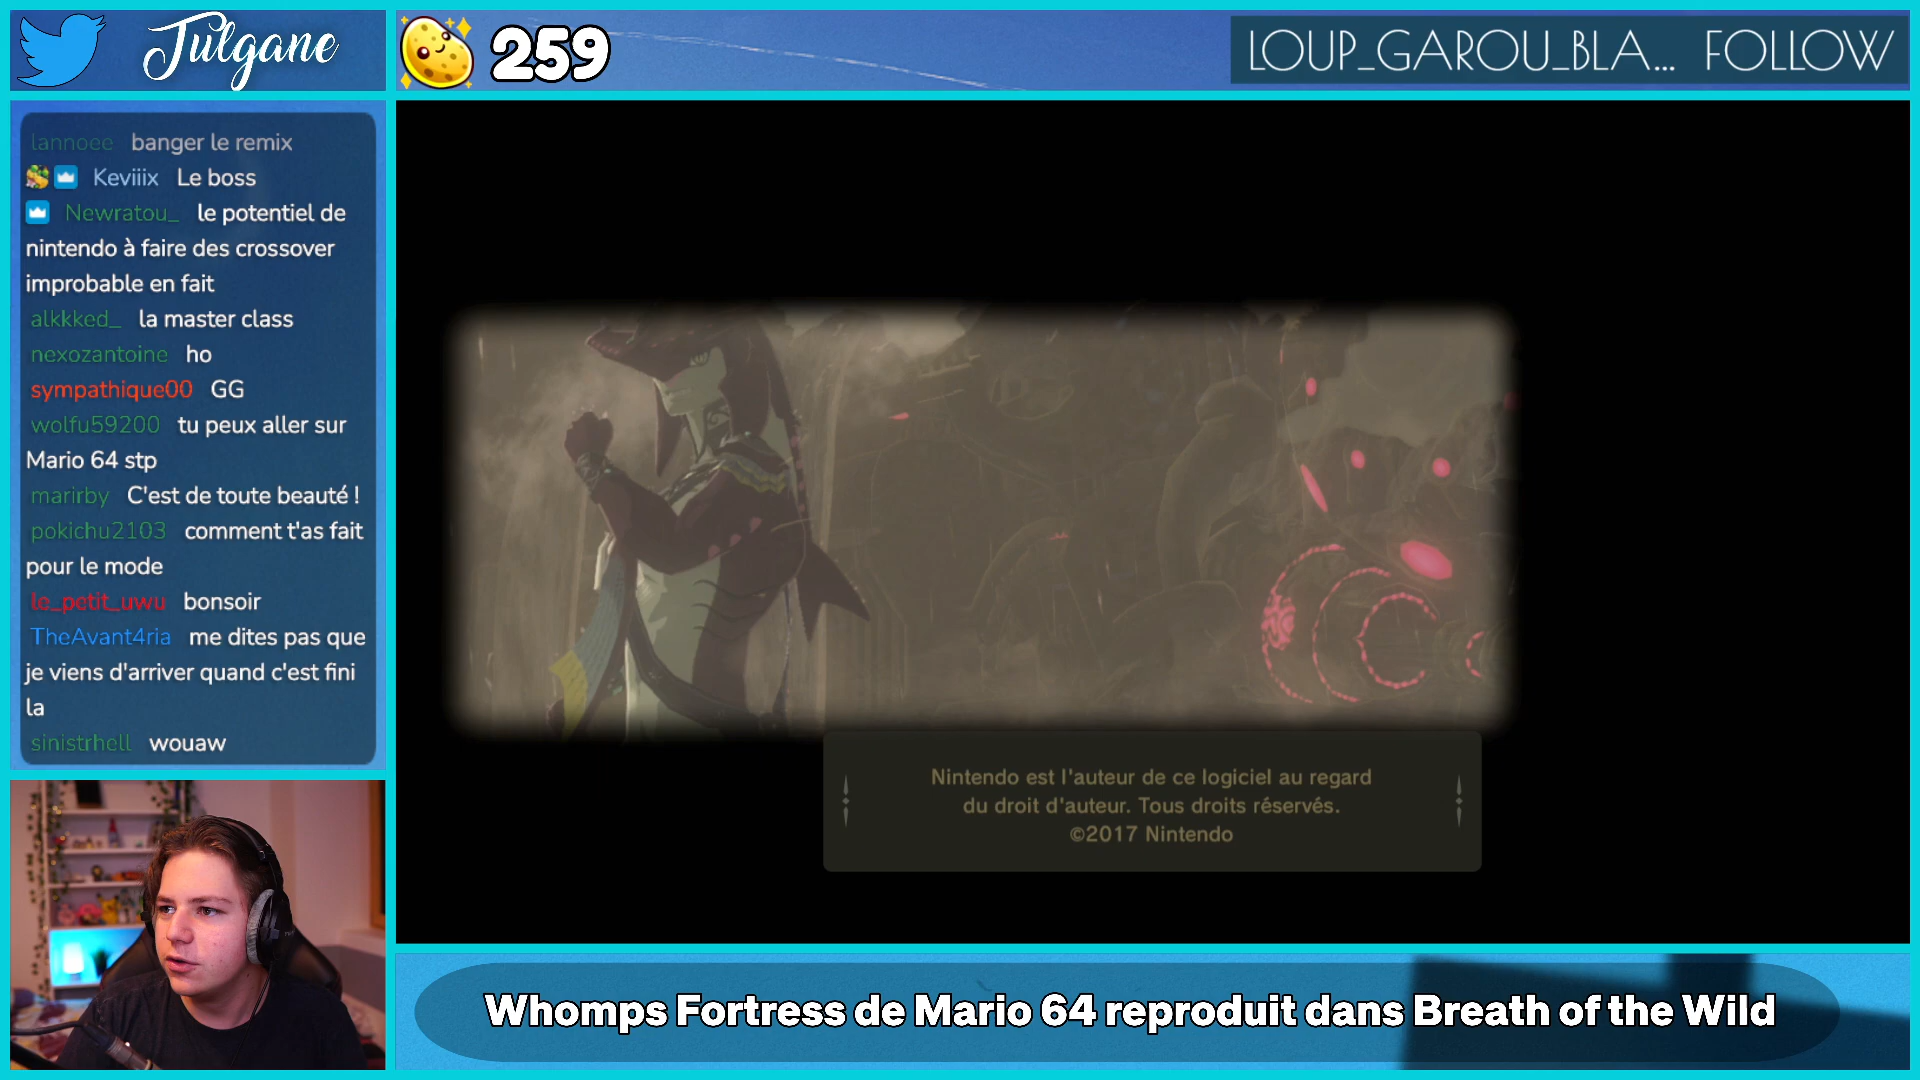 Julgane
259
LOUP_GAROU_BLA... FOLLOW
lannoee banger le remix
Keviiix Le boss
Newratou_ le potentiel de
nintendo à faire des crossover
improbable en fait
alkkked_ la master class
nexozantoine ho
sympathique00 GG
wolfu59200 tu peux aller sur
Mario 64 stp
marirby C'est de toute beauté !
pokichu2103 comment t'as fait
pour le mode
le_petit_uwu bonsoir
TheAvant4ria me dites pas que
je viens d'arriver quand c'est fini
la
sinistrhell wouaw
Nintendo est l'auteur de ce logiciel au regard
du droit d'auteur. Tous droits réservés.
©2017 Nintendo
Whomps Fortress de Mario 64 reproduit dans Breath of the Wild